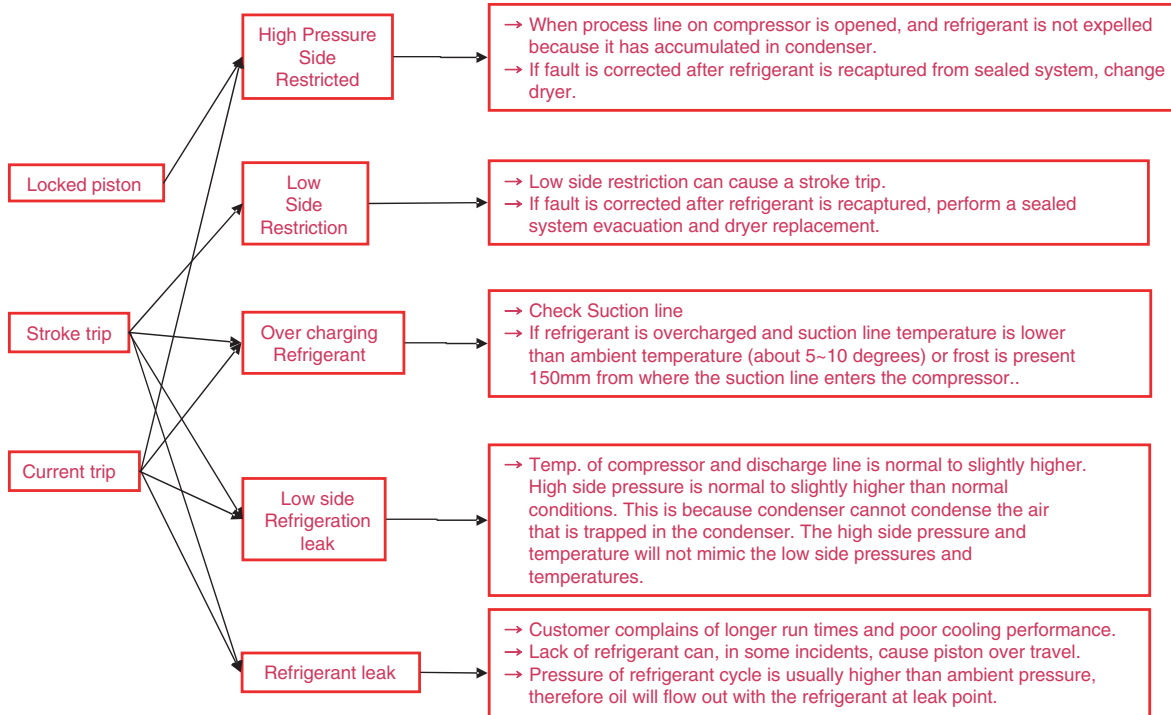 High Pressure
Side
Restricted
→ When process line on compressor is opened, and refrigerant is not expelled
because it has accumulated in condenser.
→ If fault is corrected after refrigerant is recaptured from sealed system, change
dryer.
Locked piston
Low
Side
Restriction
→ Low side restriction can cause a stroke trip.
→ If fault is corrected after refrigerant is recaptured, perform a sealed
system evacuation and dryer replacement.
Stroke trip
Over charging
Refrigerant
→ Check Suction line
→ If refrigerant is overcharged and suction line temperature is lower
than ambient temperature (about 5~10 degrees) or frost is present
150mm from where the suction line enters the compressor..
Current trip
Low side
Refrigeration
leak
→ Temp. of compressor and discharge line is normal to slightly higher.
High side pressure is normal to slightly higher than normal
conditions. This is because condenser cannot condense the air
that is trapped in the condenser. The high side pressure and
temperature will not mimic the low side pressures and
temperatures.
Refrigerant leak
→ Customer complains of longer run times and poor cooling performance.
→ Lack of refrigerant can, in some incidents, cause piston over travel.
→ Pressure of refrigerant cycle is usually higher than ambient pressure,
therefore oil will flow out with the refrigerant at leak point.